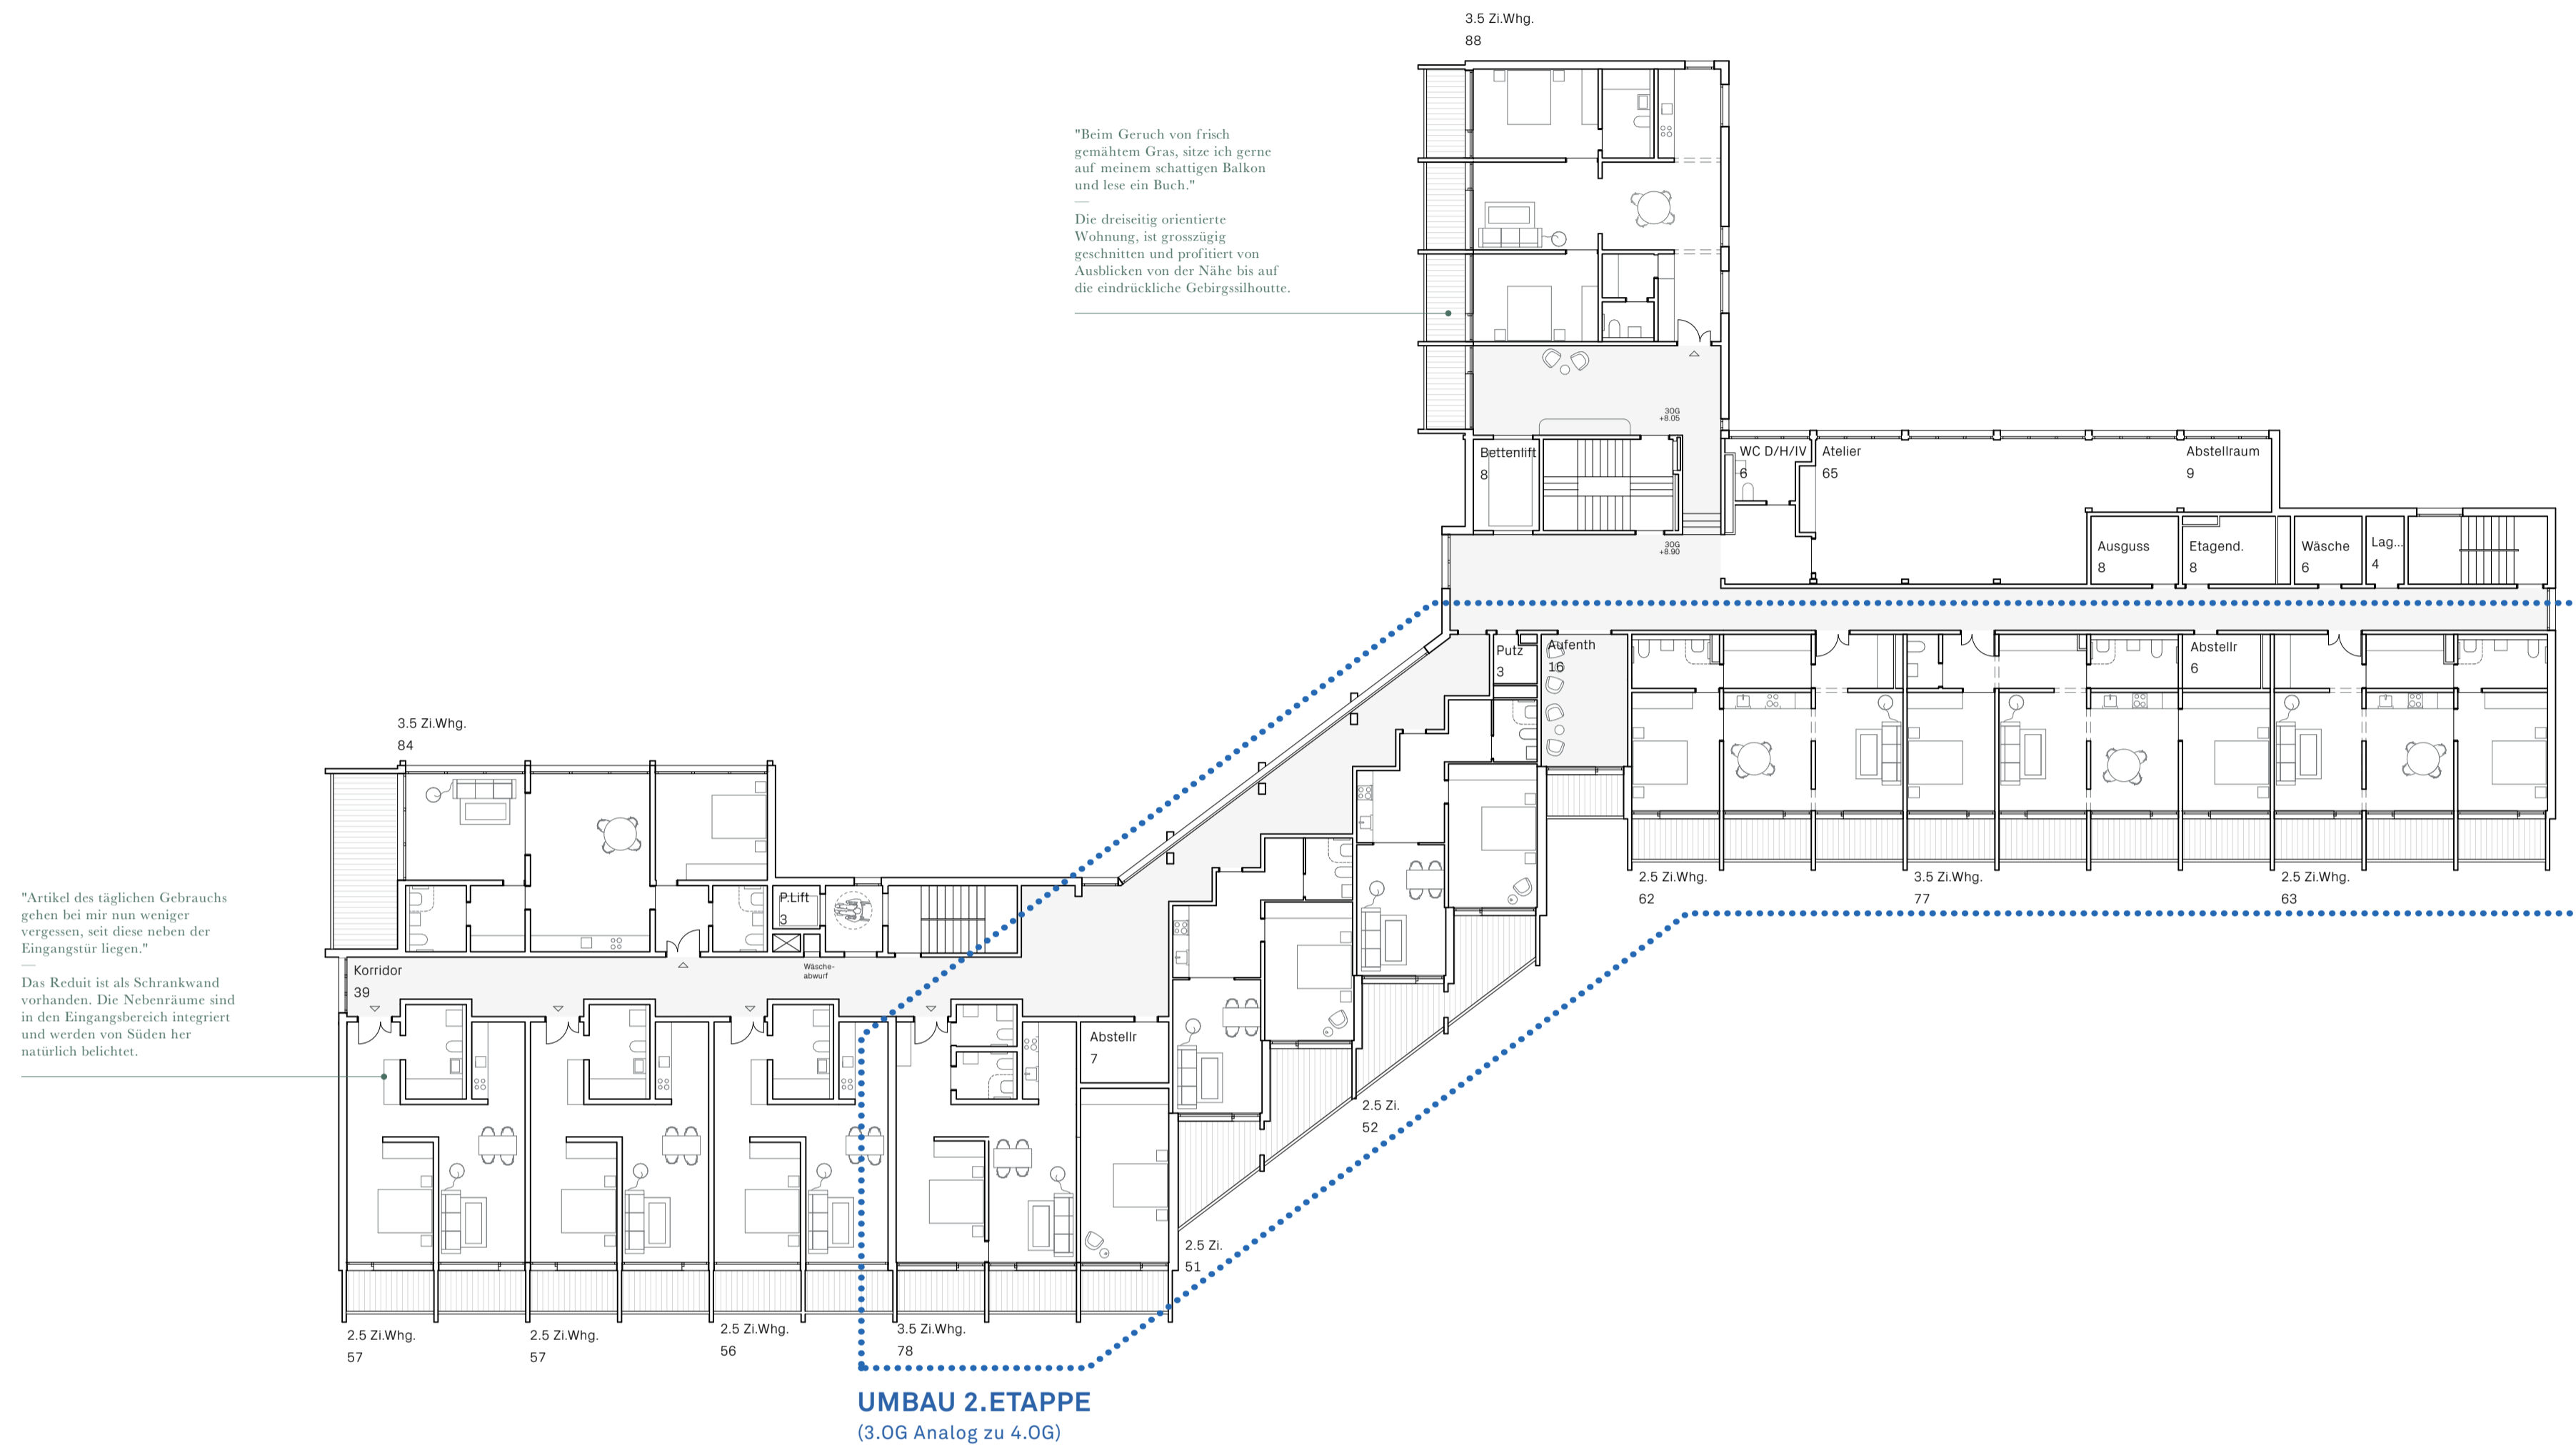 3.5 Zi.Whg.
88
"Beim Geruch von frisch
gemähtem Gras, sitze ich gerne
auf meinem schattigen Balkon
und lese ein Buch."
—
Die dreiseitig orientierte
Wohnung, ist grosszügig
geschnitten und profitiert von
Ausblicken von der Nähe bis auf
die eindrückliche Gebirgssilhoutte.
3OG
+8.05
Bettenlift
8
WC D/H/IV
6
Atelier
65
Abstellraum
9
3OG
+8.90
Ausguss
8
Etagend.
8
Wäsche
6
Lag...
4
Putz
3
Aufenth
16
Abstellr
6
2.5 Zi.Whg.
62
3.5 Zi.Whg.
77
2.5 Zi.Whg.
63
3.5 Zi.Whg.
84
"Artikel des täglichen Gebrauchs
gehen bei mir nun weniger
vergessen, seit diese neben der
Eingangstür liegen."
—
Das Reduit ist als Schrankwand
vorhanden. Die Nebenräume sind
in den Eingangsbereich integriert
und werden von Süden her
natürlich belichtet.
P.Lift
3
Wäsche-
abwurf
Korridor
39
Abstellr
7
2.5 Zi.
52
2.5 Zi.
51
2.5 Zi.Whg.
57
2.5 Zi.Whg.
57
2.5 Zi.Whg.
56
3.5 Zi.Whg.
78
UMBAU 2.ETAPPE
(3.OG Analog zu 4.OG)